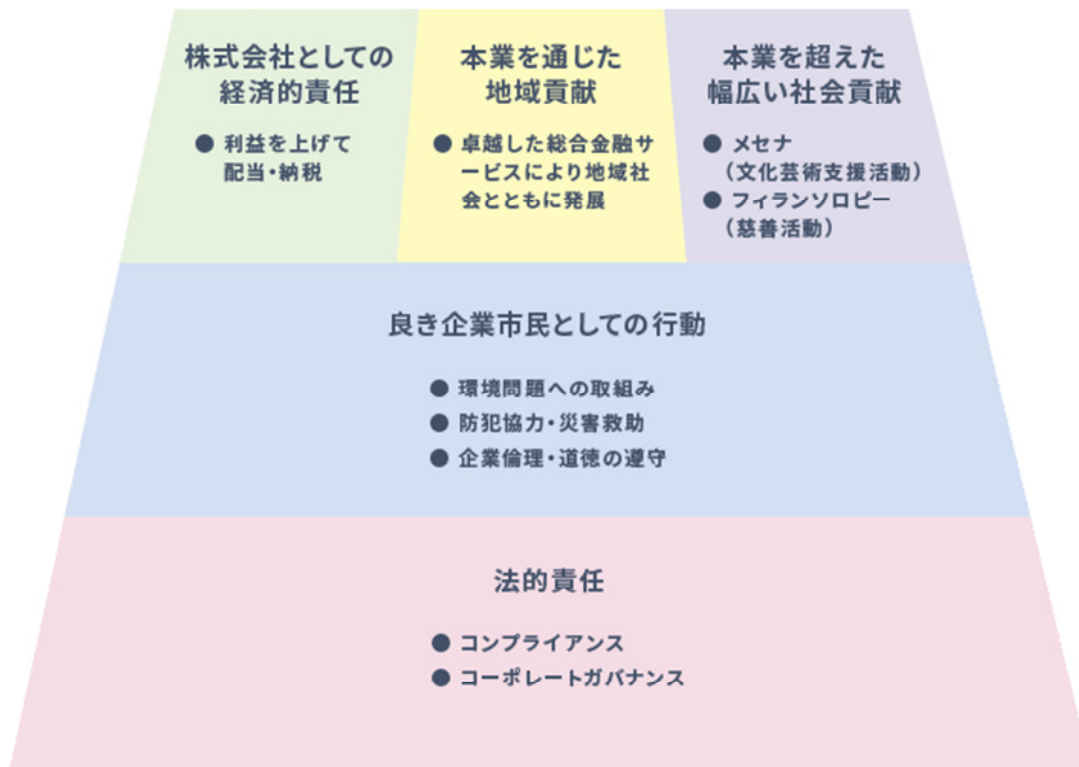 株式会社としての
経済的責任
● 利益を上げて
配当・納税
本業を通じた
地域貢献
● 卓越した総合金融サ
ービスにより地域社
会とともに発展
本業を超えた
幅広い社会貢献
● メセナ
（文化芸術支援活動）
● フィランソロピー
（慈善活動）
良き企業市民としての行動
● 環境問題への取組み
● 防犯協力・災害救助
● 企業倫理・道徳の遵守
法的責任
● コンプライアンス
● コーポレートガバナンス